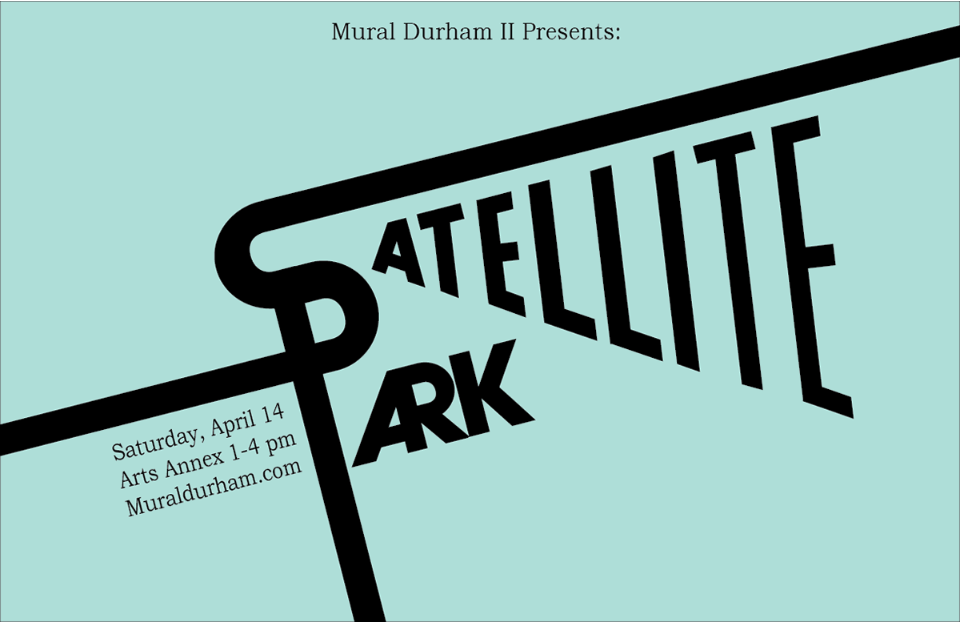 Mural Durham II Presents:
SATELLITE
PARK
Saturday, April 14
Arts Annex 1-4 pm
Muraldurham.com